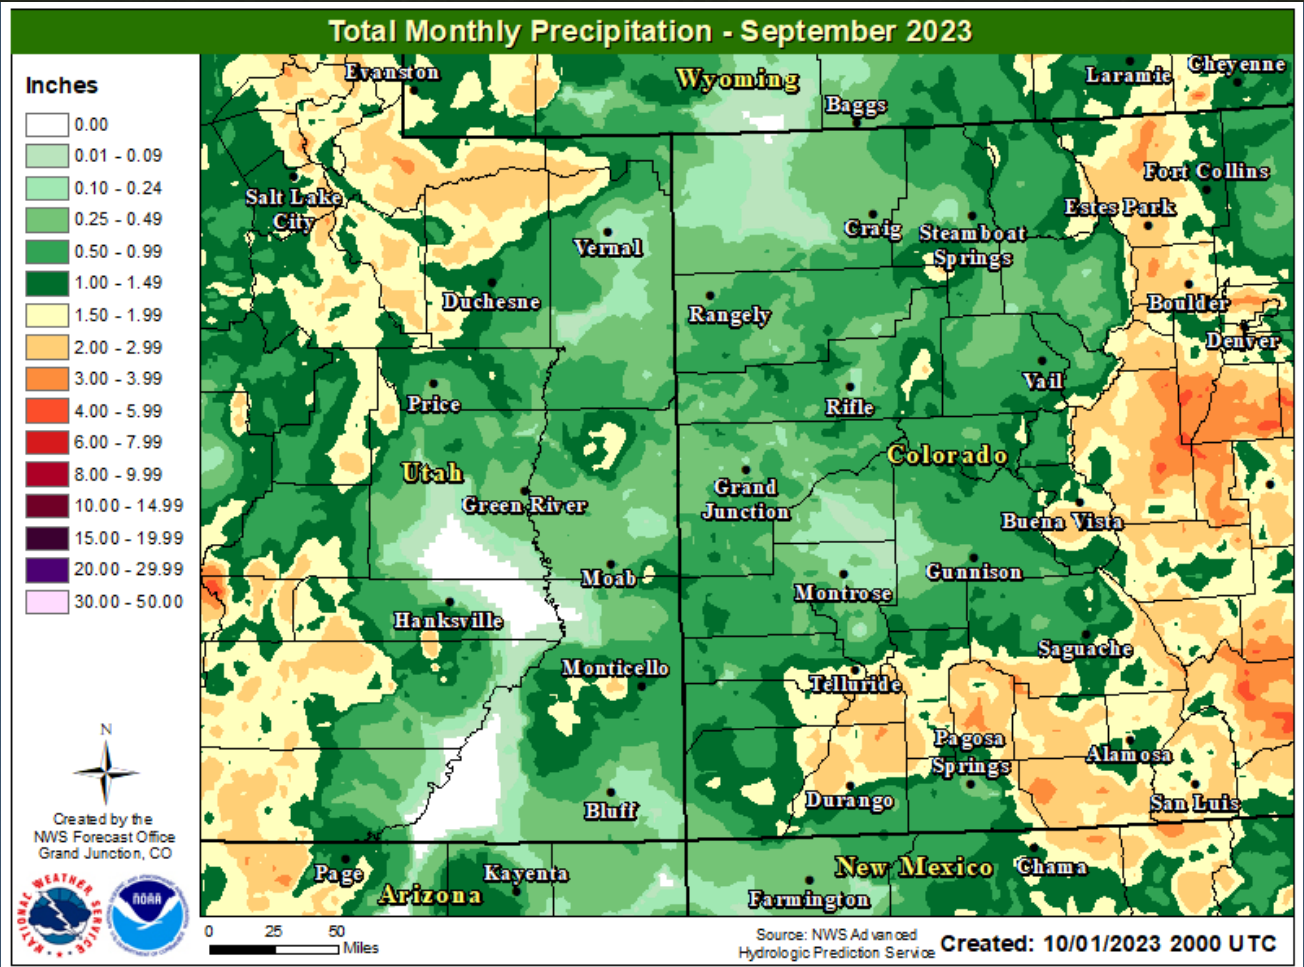 Total Monthly Precipitation - September 2023
Inches
0.00
0.01 - 0.09
0.10 - 0.24
0.25 - 0.49
0.50 - 0.99
1.00 - 1.49
1.50 - 1.99
2.00 - 2.99
3.00 - 3.99
4.00 - 5.99
6.00 - 7.99
8.00 - 9.99
10.00 - 14.99
15.00 - 19.99
20.00 - 29.99
30.00 - 50.00
N
Created by the
NWS Forecast Office
Grand Junction, CO
NATIONAL WEATHER SERVICE
NOAA
Evanston
Wyoming
Laramie
Cheyenne
Baggs
Salt Lake
City
Fort Collins
Estes Park
Vernal
Craig
Steamboat
Springs
Duchesne
Rangely
Boulder
Denver
Price
Rifle
Vail
Utah
Colorado
Green River
Grand
Junction
Buena Vista
Moab
Montrose
Gunnison
Hanksville
Monticello
Saguache
Telluride
Pagosa
Springs
Alamosa
Bluff
Durango
San Luis
Page
Arizona
Kayenta
Farmington
New Mexico
Chama
0 25 50
Miles
Source: NWS Advanced
Hydrologic Prediction Service
Created: 10/01/2023 2000 UTC